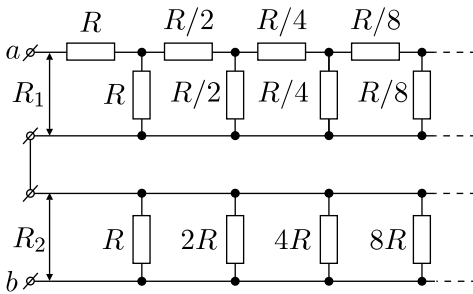 R R/2 R/4 R/8
a
R₁ R R/2 R/4 R/8
R₂ R 2R 4R 8R
b